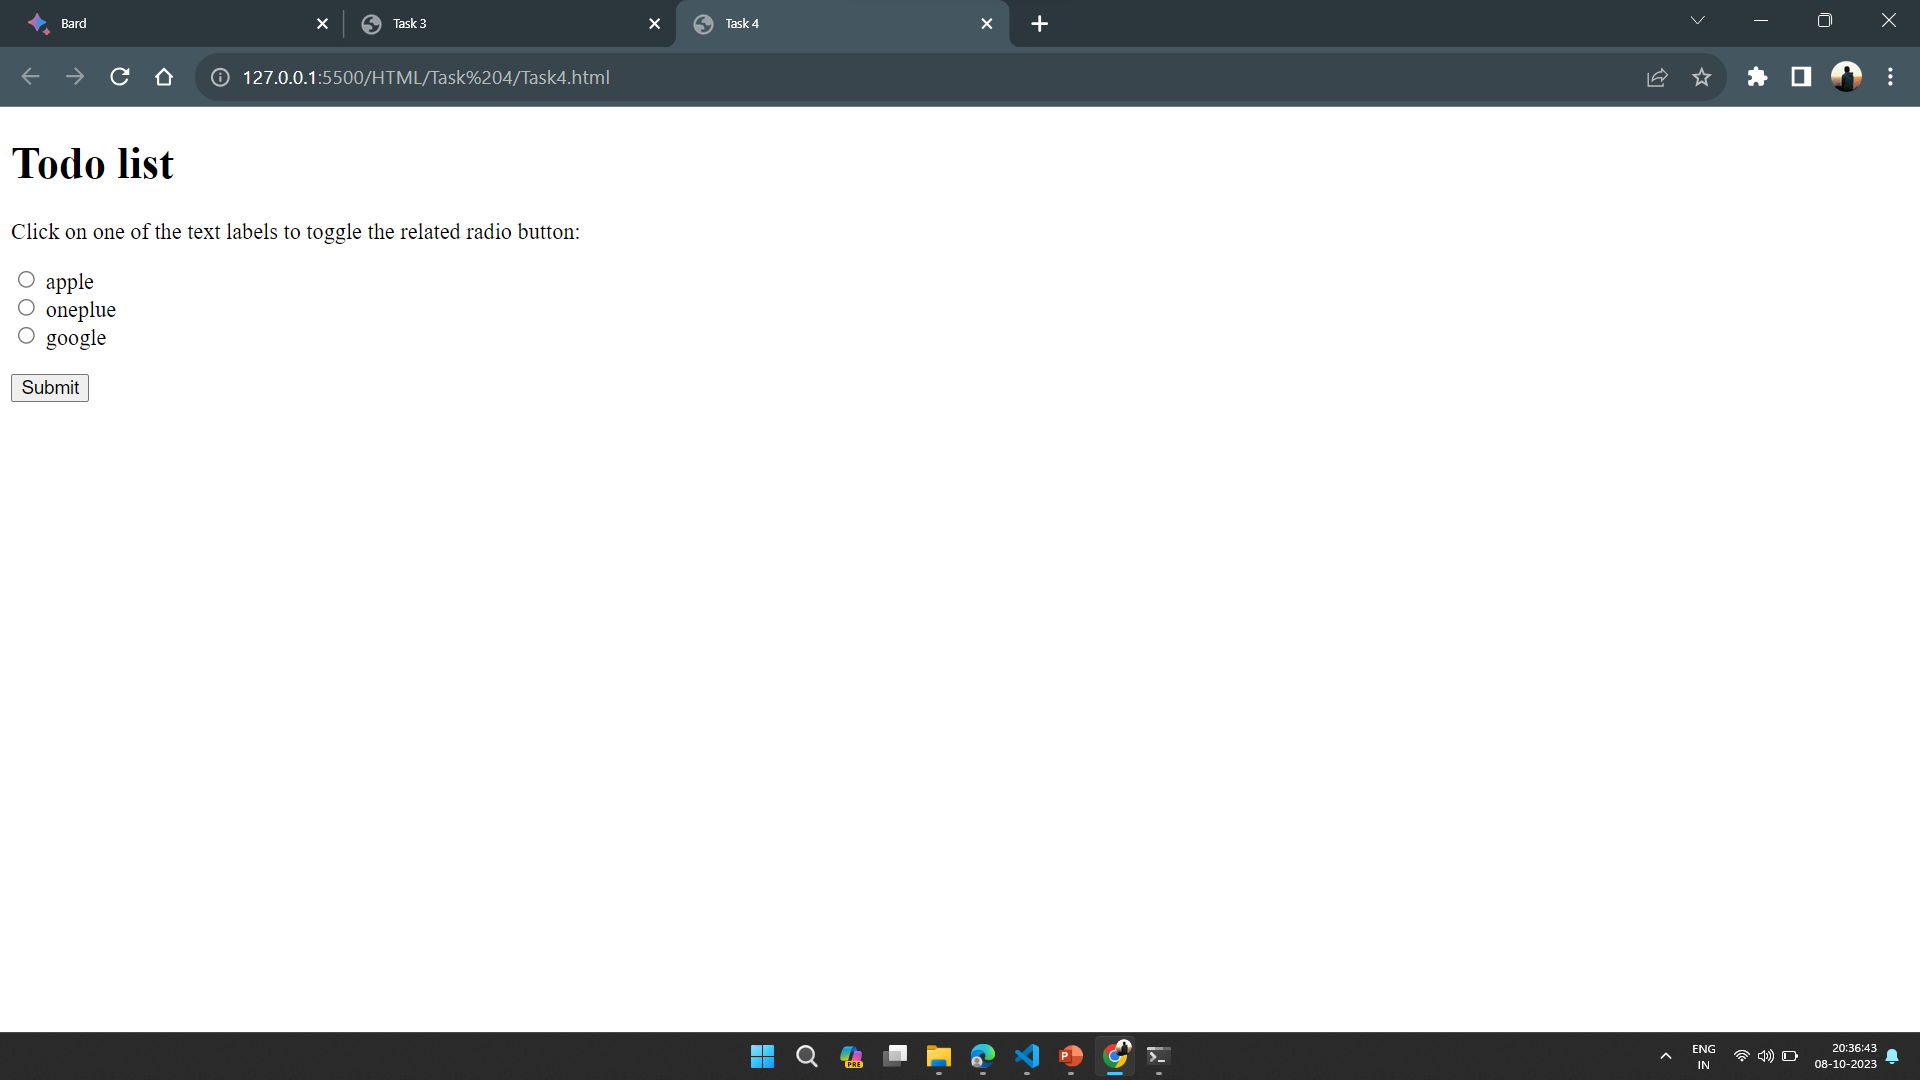 Bard
Task 3
Task 4
127.0.0.1:5500/HTML/Task%204/Task4.html
Todo list
Click on one of the text labels to toggle the related radio button:
apple
oneplue
google
Submit
PRE
P
ENG
IN
20:36:43
08-10-2023